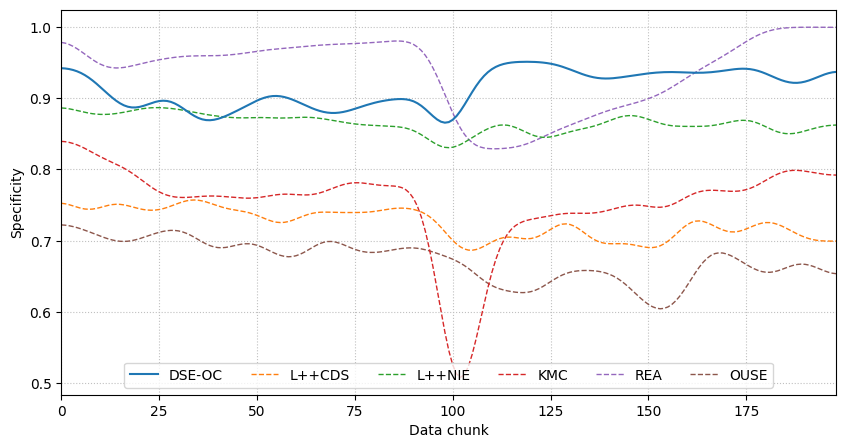 1.0
0.9
0.8
0.7
0.6
0.5
Specificity
DSE-OC L++CDS L++NIE KMC REA OUSE
0 25 50 75 100 125 150 175
Data chunk